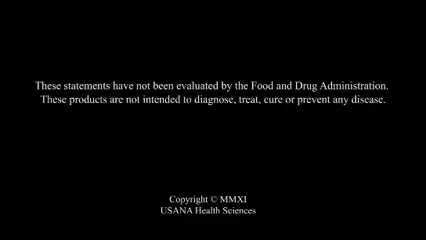 These statements have not been evaluated by the Food and Drug Administration.
These products are not intended to diagnose, treat, cure or prevent any disease.
Copyright © MMXI
USANA Health Sciences